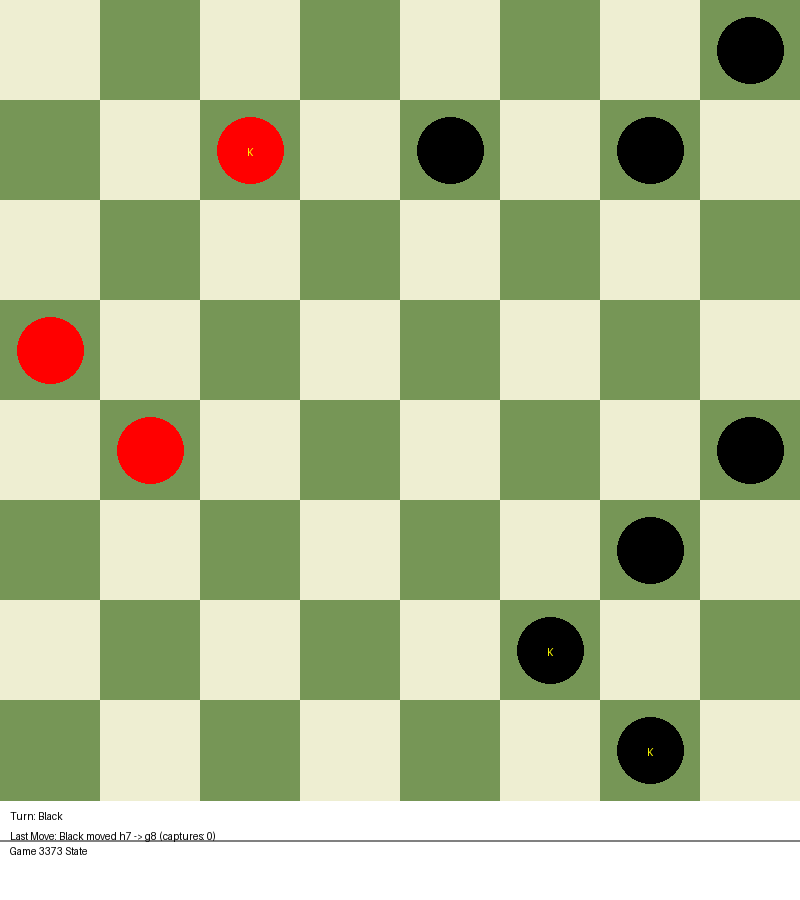 K
K
K
Turn: Black
Last Move: Black moved h7 -> g8 (captures: 0)
Game 3373 State